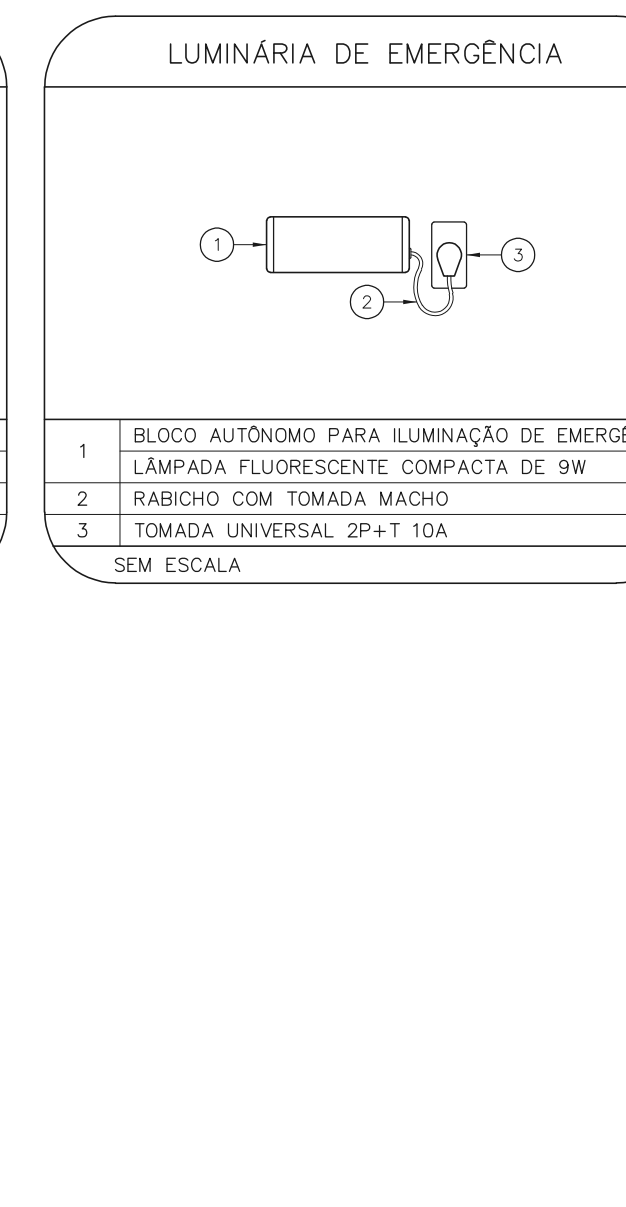 LUMINÁRIA DE EMERGÊNCIA
1
3
2
1
BLOCO AUTÔNOMO PARA ILUMINAÇÃO DE
LÂMPADA FLUORESCENTE COMPACTA DE 9W
2 RABICHO COM TOMADA MACHO
3 TOMADA UNIVERSAL 2P+T 10A
SEM ESCALA